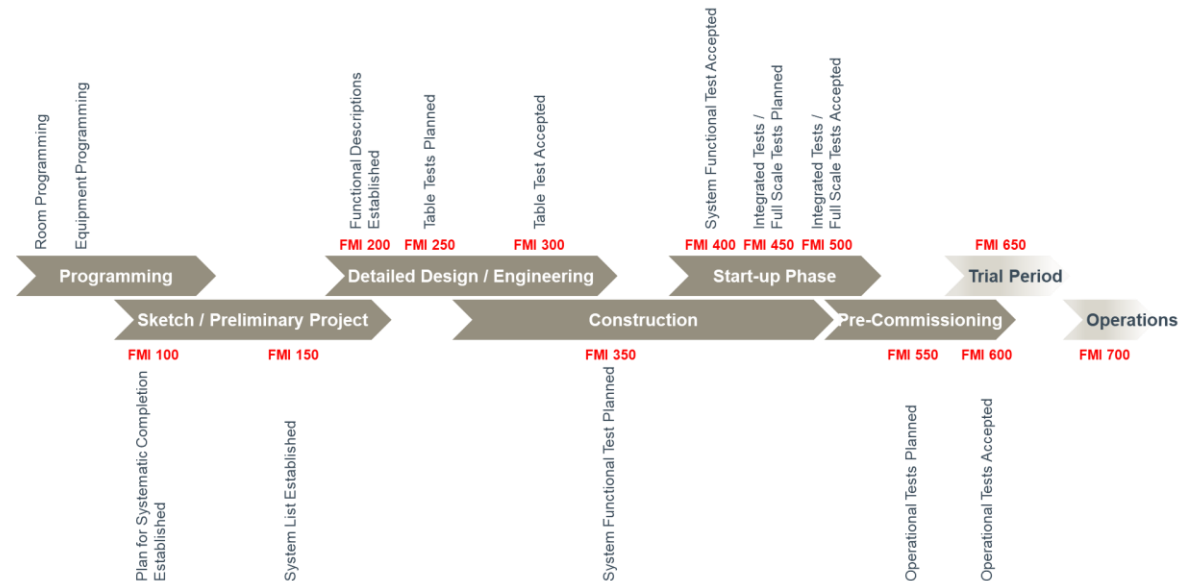 Room Programming
Equipment Programming
Functional Descriptions
Established
Table Tests Planned
Table Test Accepted
System Functional Test Accepted
Integrated Tests /
Full Scale Tests Planned
Integrated Tests /
Full Scale Tests Accepted
FMI 200
FMI 250
FMI 300
FMI 400
FMI 450
FMI 500
FMI 650
Programming
Detailed Design / Engineering
Start-up Phase
Trial Period
Sketch / Preliminary Project
Construction
Pre-Commissioning
Operations
FMI 100
FMI 150
FMI 350
FMI 550
FMI 600
FMI 700
Plan for Systematic Completion
Established
System List Established
System Functional Test Planned
Operational Tests Planned
Operational Tests Accepted